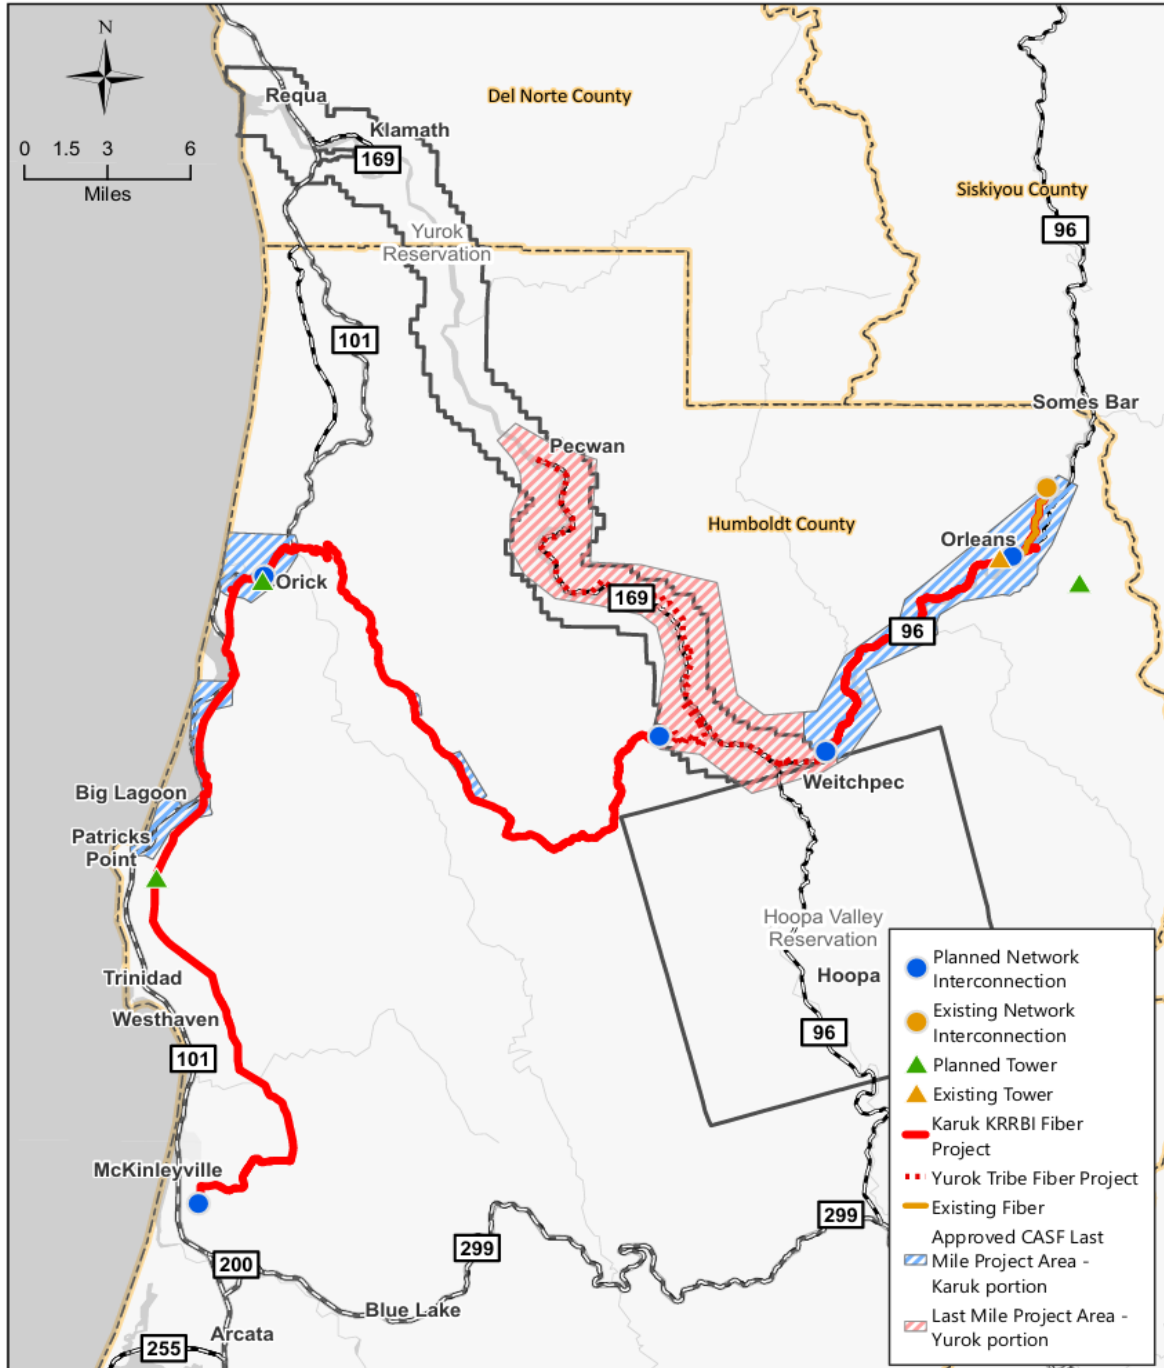 N
Requa
Del Norte County
Klamath
169
0 1.5 3 6
Miles
Siskiyou County
96
Yurok
Reservation
101
Somes Bar
Pecwan
Humboldt County
Orleans
Orick
169
96
Weitchpec
Big Lagoon
Patricks
Point
Hoopa Valley
Reservation
Hoopa
Trinidad
Westhaven
101
96
McKinleyville
299
299
200
Blue Lake
Arcata
255
Planned Network
Interconnection
Existing Network
Interconnection
Planned Tower
Existing Tower
Karuk KRRBI Fiber
Project
Yurok Tribe Fiber Project
Existing Fiber
Approved CASF Last
Mile Project Area -
Karuk portion
Last Mile Project Area -
Yurok portion